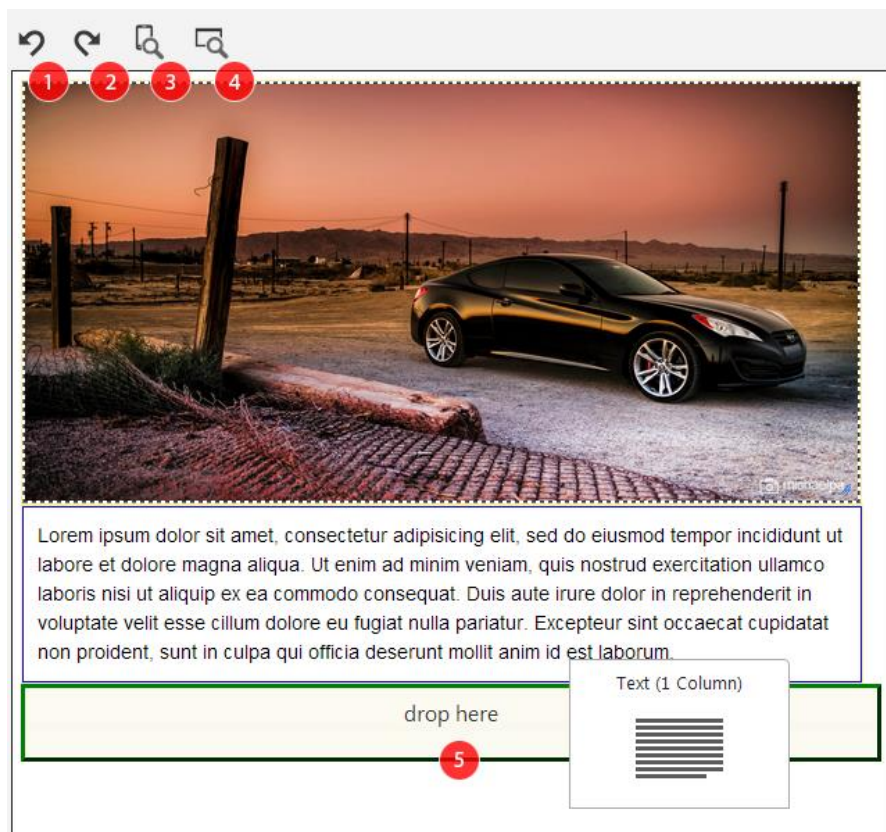 1 2 3 4
michaelpa
Lorem ipsum dolor sit amet, consectetur adipisicing elit, sed do eiusmod tempor incididunt ut
labore et dolore magna aliqua. Ut enim ad minim veniam, quis nostrud exercitation ullamco
laboris nisi ut aliquip ex ea commodo consequat. Duis aute irure dolor in reprehenderit in
voluptate velit esse cillum dolore eu fugiat nulla pariatur. Excepteur sint occaecat cupidatat
non proident, sunt in culpa qui officia deserunt mollit anim id est laborum.
Text (1 Column)
drop here
5